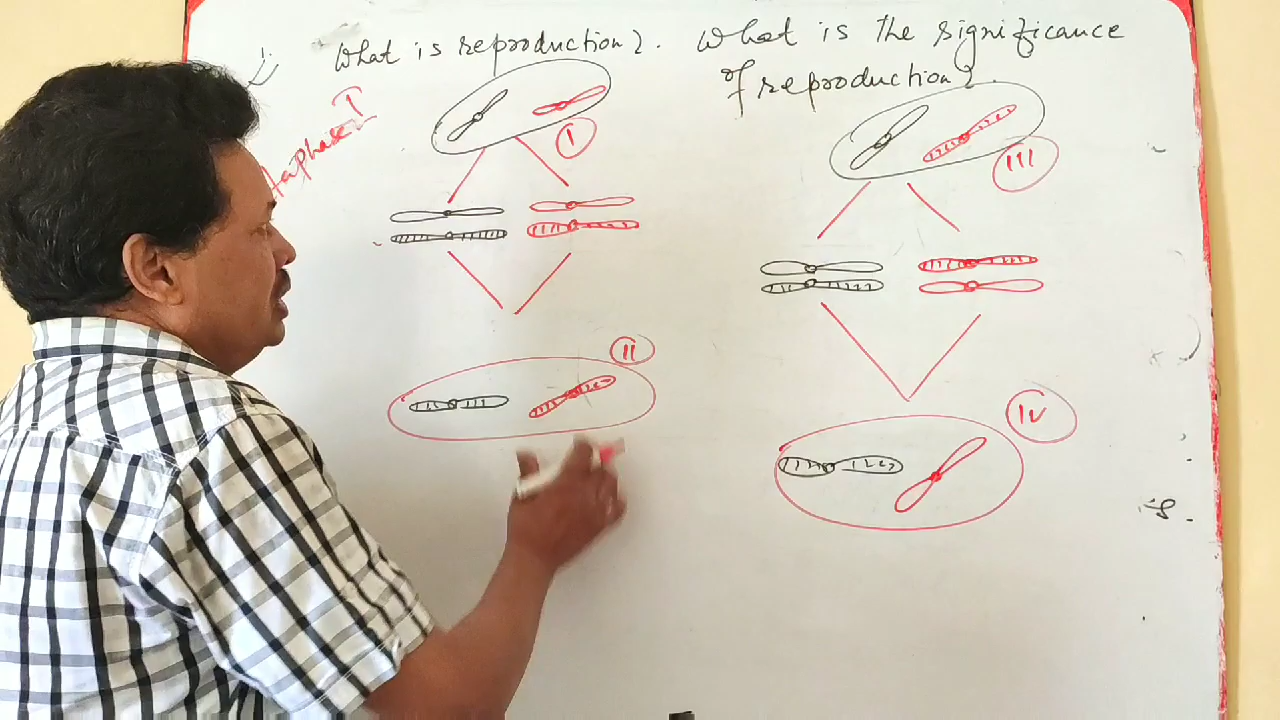 What is reproduction?. What is the significance
of reproduction?.
I
III
II
IV